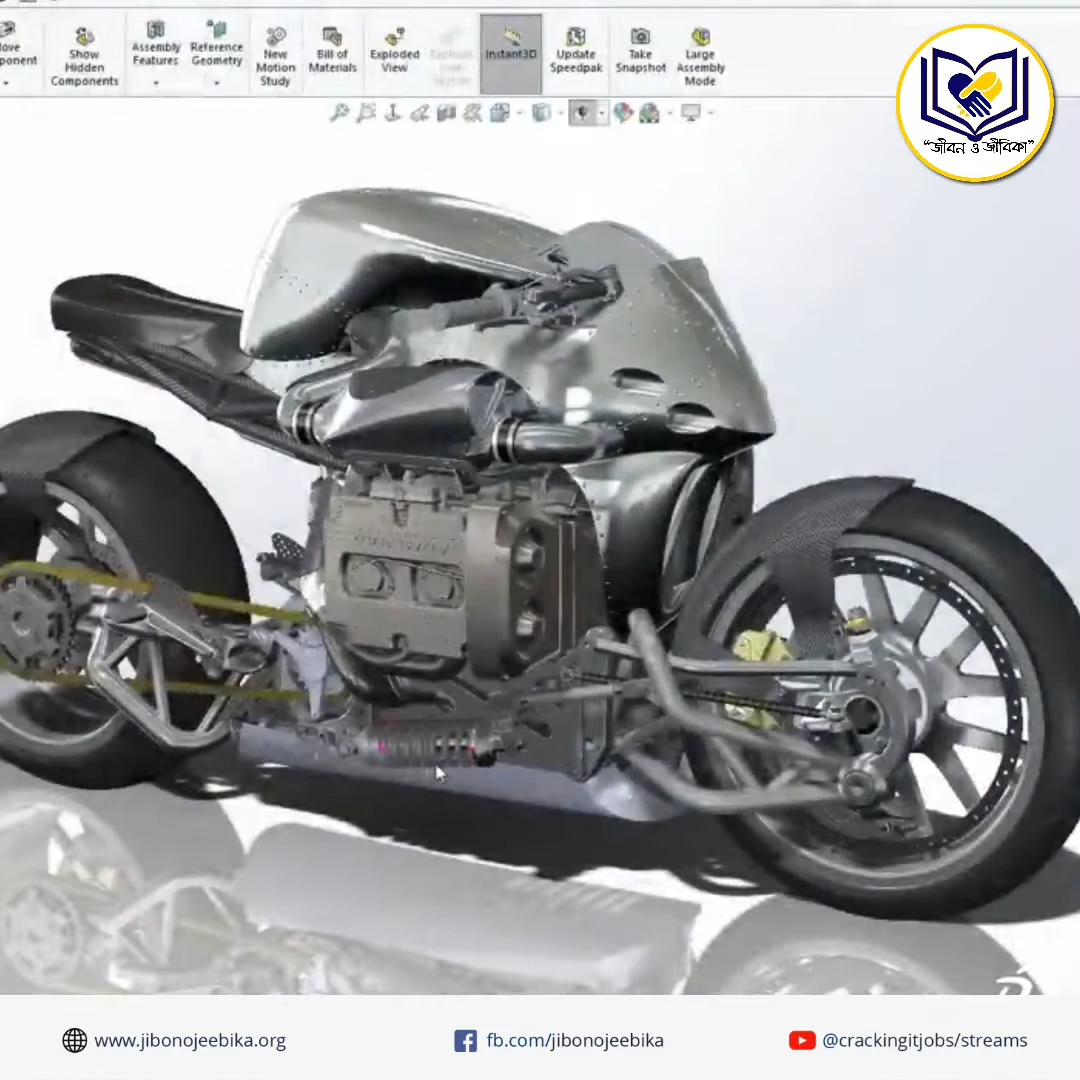 Show
Hidden
Components
Assembly
Features
Reference
Geometry
New
Motion
Study
Bill of
Materials
Exploded
View
Instant3D
Update
Speedpak
Take
Snapshot
Large
Assembly
Mode
“জীবন ও জীবিকা”
www.jibonojeebika.org
fb.com/jibonojeebika
@crackingitjobs/streams